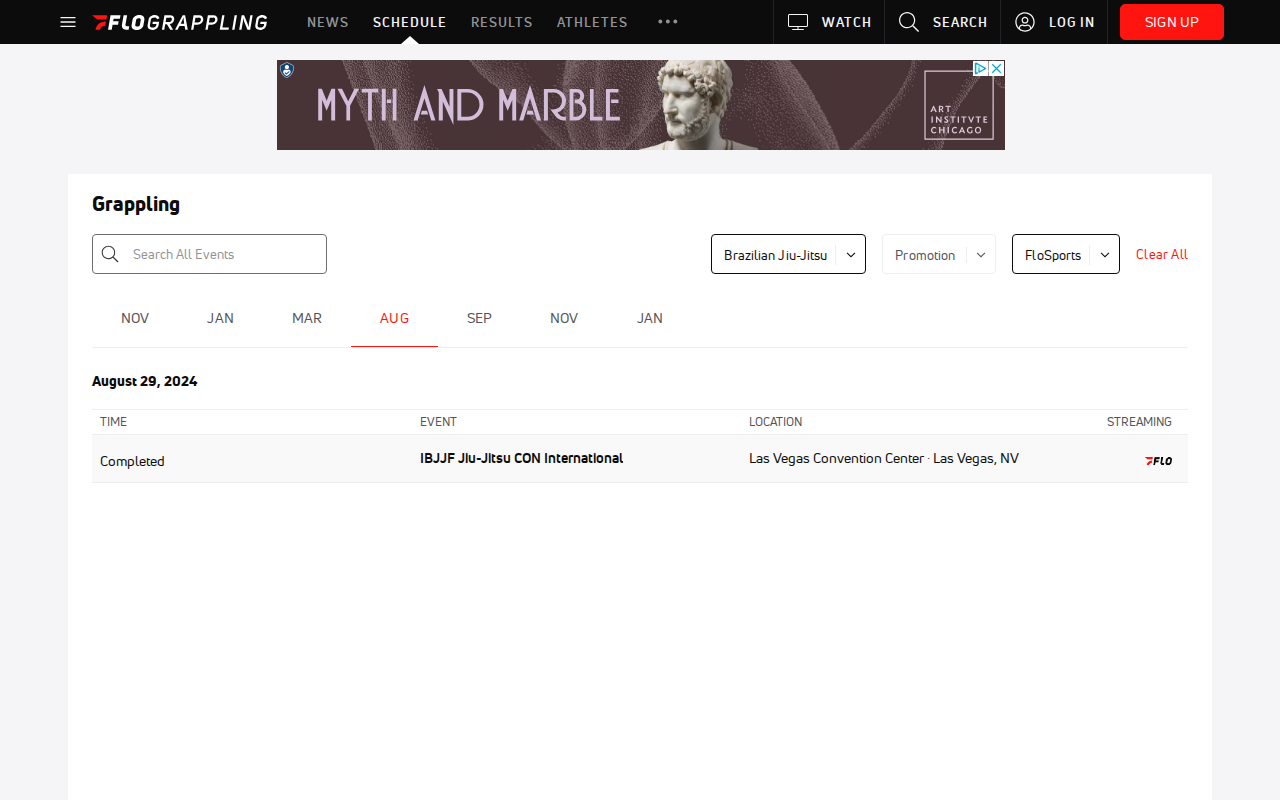 FLOGRAPPLING NEWS SCHEDULE RESULTS ATHLETES ••• WATCH SEARCH LOG IN SIGN UP
MYTH AND MARBLE
ART
INSTITVTE
CHICAGO
Grappling
Search All Events Brazilian Jiu-Jitsu Promotion FloSports Clear All
NOV JAN MAR AUG SEP NOV JAN
August 29, 2024
TIME EVENT LOCATION STREAMING
Completed IBJJF Jiu-Jitsu CON International Las Vegas Convention Center · Las Vegas, NV FLO